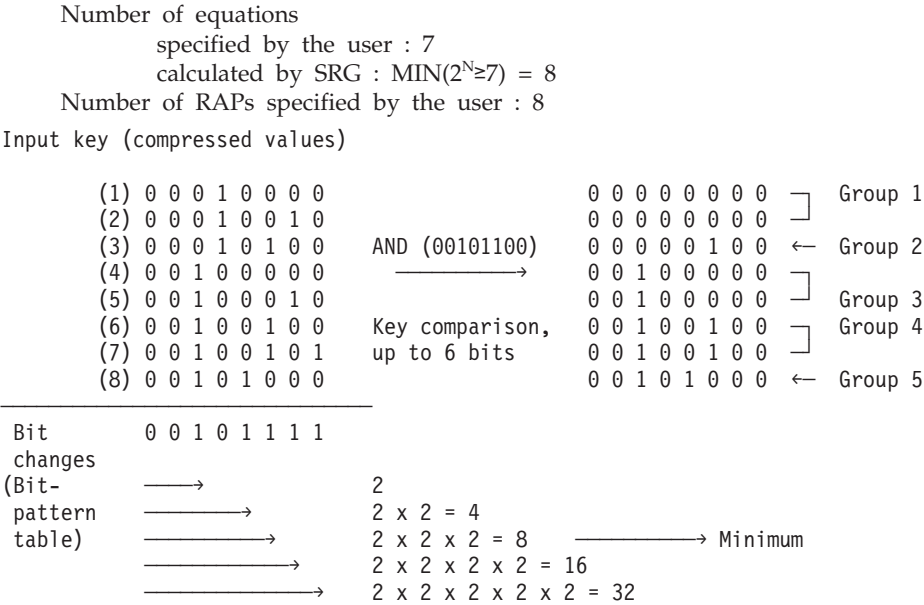 Number of equations
specified by the user : 7
calculated by SRG : MIN(2ᴺ≥7) = 8
Number of RAPs specified by the user : 8
Input key (compressed values)
(1) 0 0 0 1 0 0 0 0 0 0 0 0 0 0 0 0 Group 1
(2) 0 0 0 1 0 0 1 0 0 0 0 0 0 0 0 0
(3) 0 0 0 1 0 1 0 0 AND (00101100) 0 0 0 0 0 1 0 0 ← Group 2
(4) 0 0 1 0 0 0 0 0 → 0 0 1 0 0 0 0 0
(5) 0 0 1 0 0 0 1 0 0 0 1 0 0 0 0 0 Group 3
(6) 0 0 1 0 0 1 0 0 Key comparison, 0 0 1 0 0 1 0 0 Group 4
(7) 0 0 1 0 0 1 0 1 up to 6 bits 0 0 1 0 0 1 0 0
(8) 0 0 1 0 1 0 0 0 0 0 1 0 1 0 0 0 ← Group 5
Bit 0 0 1 0 1 1 1 1
changes
(Bit- → 2
pattern → 2 x 2 = 4
table) → 2 x 2 x 2 = 8 → Minimum
→ 2 x 2 x 2 x 2 = 16
→ 2 x 2 x 2 x 2 x 2 = 32